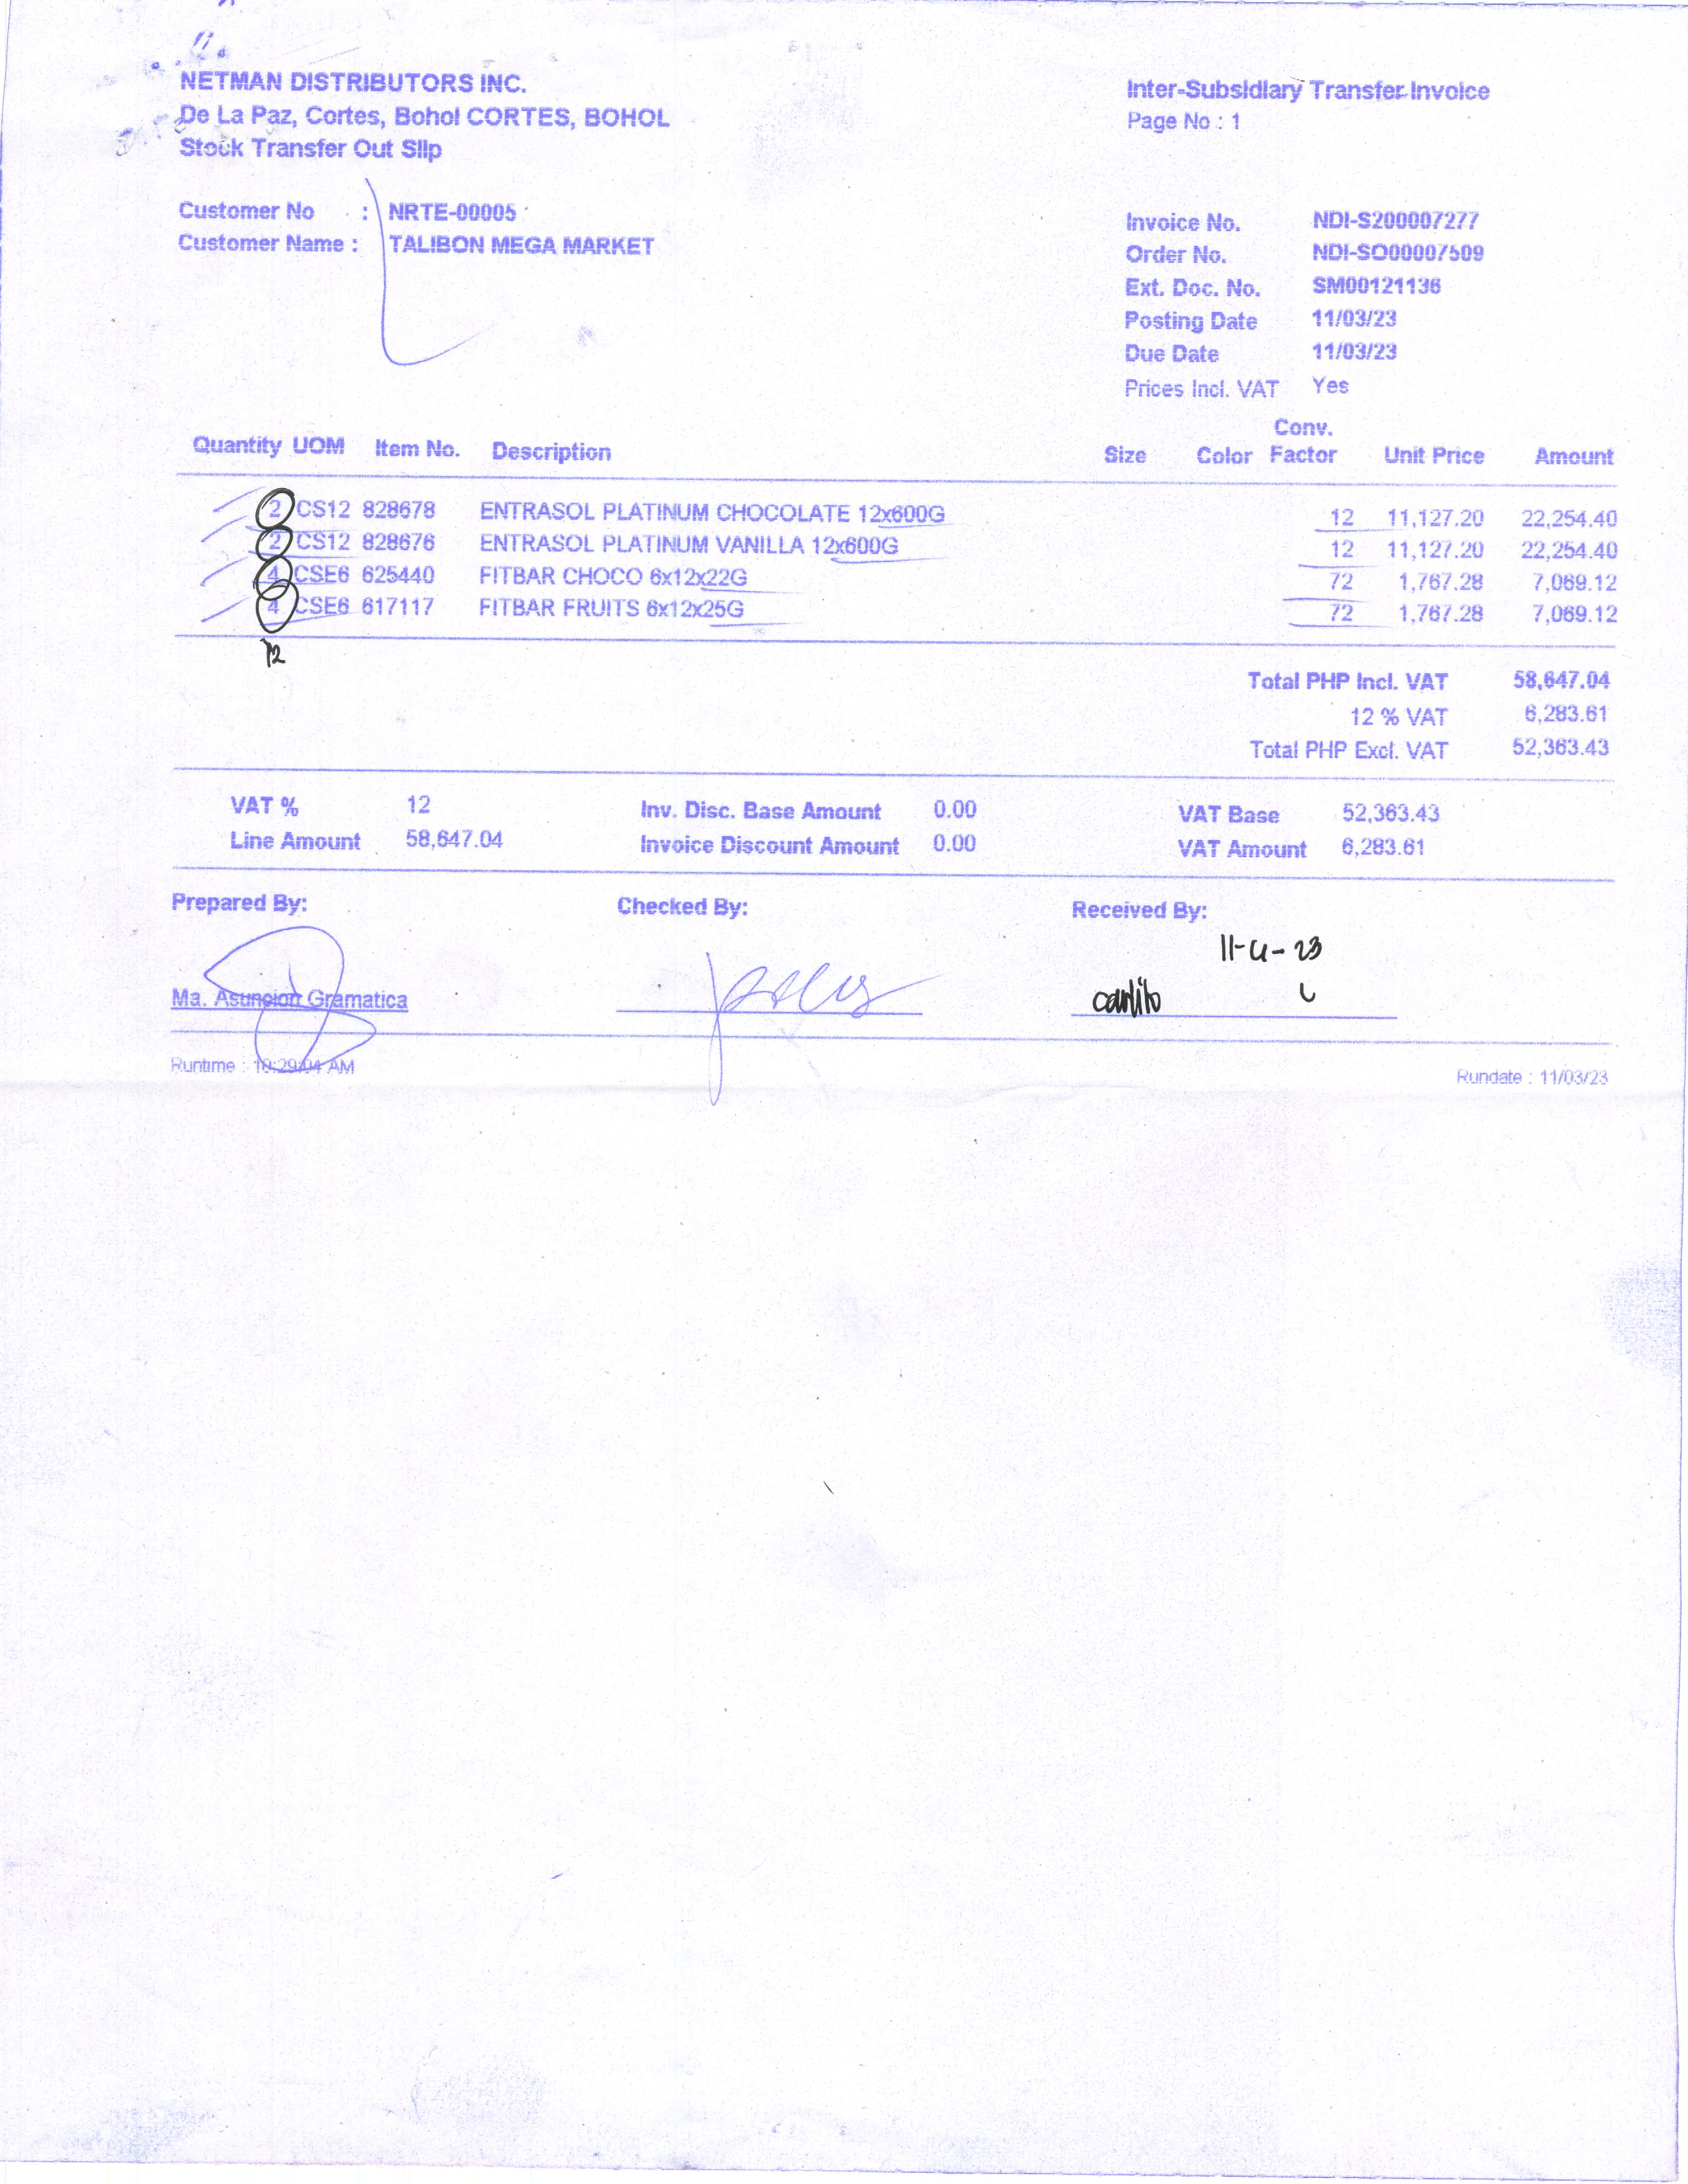 NETMAN DISTRIBUTORS INC.
De La Paz, Cortes, Bohol CORTES, BOHOL
Stock Transfer Out Slip
Inter-Subsidiary Transfer Invoice
Page No : 1
Customer No : NRTE-00005
Customer Name : TALIBON MEGA MARKET
Invoice No. NDI-S200007277
Order No. NDI-SO00007509
Ext. Doc. No. SM00121136
Posting Date 11/03/23
Due Date 11/03/23
Prices Incl. VAT Yes
Quantity UOM Item No. Description Size Color Conv. Factor Unit Price Amount
2 CS12 828678 ENTRASOL PLATINUM CHOCOLATE 12x600G 12 11,127.20 22,254.40
2 CS12 828676 ENTRASOL PLATINUM VANILLA 12x600G 12 11,127.20 22,254.40
4 CSE6 625440 FITBAR CHOCO 6x12x22G 72 1,767.28 7,069.12
4 CSE6 617117 FITBAR FRUITS 6x12x25G 72 1,767.28 7,069.12
12
Total PHP Incl. VAT 58,647.04
12 % VAT 6,283.61
Total PHP Excl. VAT 52,363.43
VAT % 12 Inv. Disc. Base Amount 0.00 VAT Base 52,363.43
Line Amount 58,647.04 Invoice Discount Amount 0.00 VAT Amount 6,283.61
Prepared By: Checked By: Received By:
11-4-23
Ma. Asuncion Gramatica carlito
Runtime : 10:29:04 AM Rundate : 11/03/23